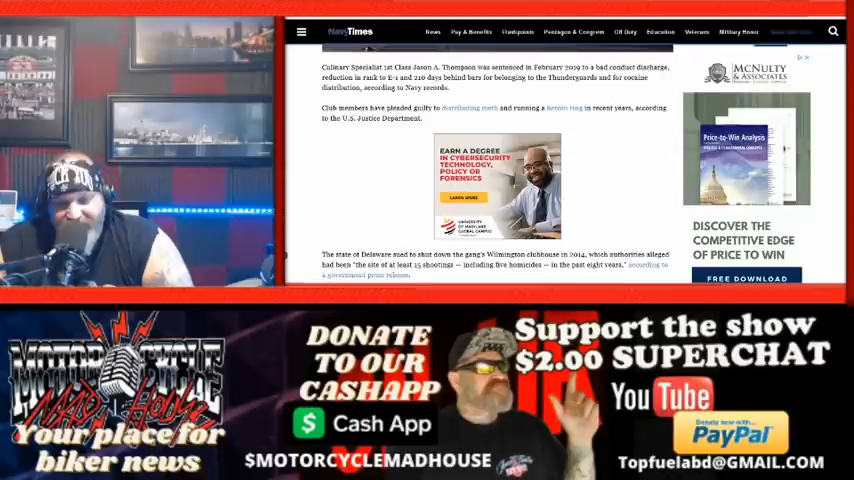 NavyTimes
News Pay & Benefits Flashpoints Pentagon & Congress Off Duty Education Veterans Military Honor
Culinary Specialist 1st Class Jason A. Thompson was sentenced in February 2019 to a bad conduct discharge,
reduction in rank to E-1 and 210 days behind bars for belonging to the Thunderguards and for cocaine
distribution, according to Navy records.
Club members have pleaded guilty to distributing meth and running a heroin ring in recent years, according
to the U.S. Justice Department.
EARN A DEGREE
IN CYBERSECURITY
TECHNOLOGY,
POLICY OR
FORENSICS
LEARN MORE
UNIVERSITY
OF MARYLAND
GLOBAL CAMPUS
The state of Delaware sued to shut down the gang's Wilmington clubhouse in 2014, which authorities alleged
had been "the site of at least 15 shootings — including five homicides — in the past eight years," according to
a government press release.
MCNULTY
& ASSOCIATES
Price-to-Win Analysis
DISCOVER THE
COMPETITIVE EDGE
OF PRICE TO WIN
FREE DOWNLOAD
MOTORCYCLE
MAD HOUSE
Your place for
biker news
DONATE
TO OUR
CASHAPP
$ Cash App
$MOTORCYCLEMADHOUSE
Support the show
$2.00 SUPERCHAT
YouTube
Donate now with...
PayPal
Topfuelabd@GMAIL.COM